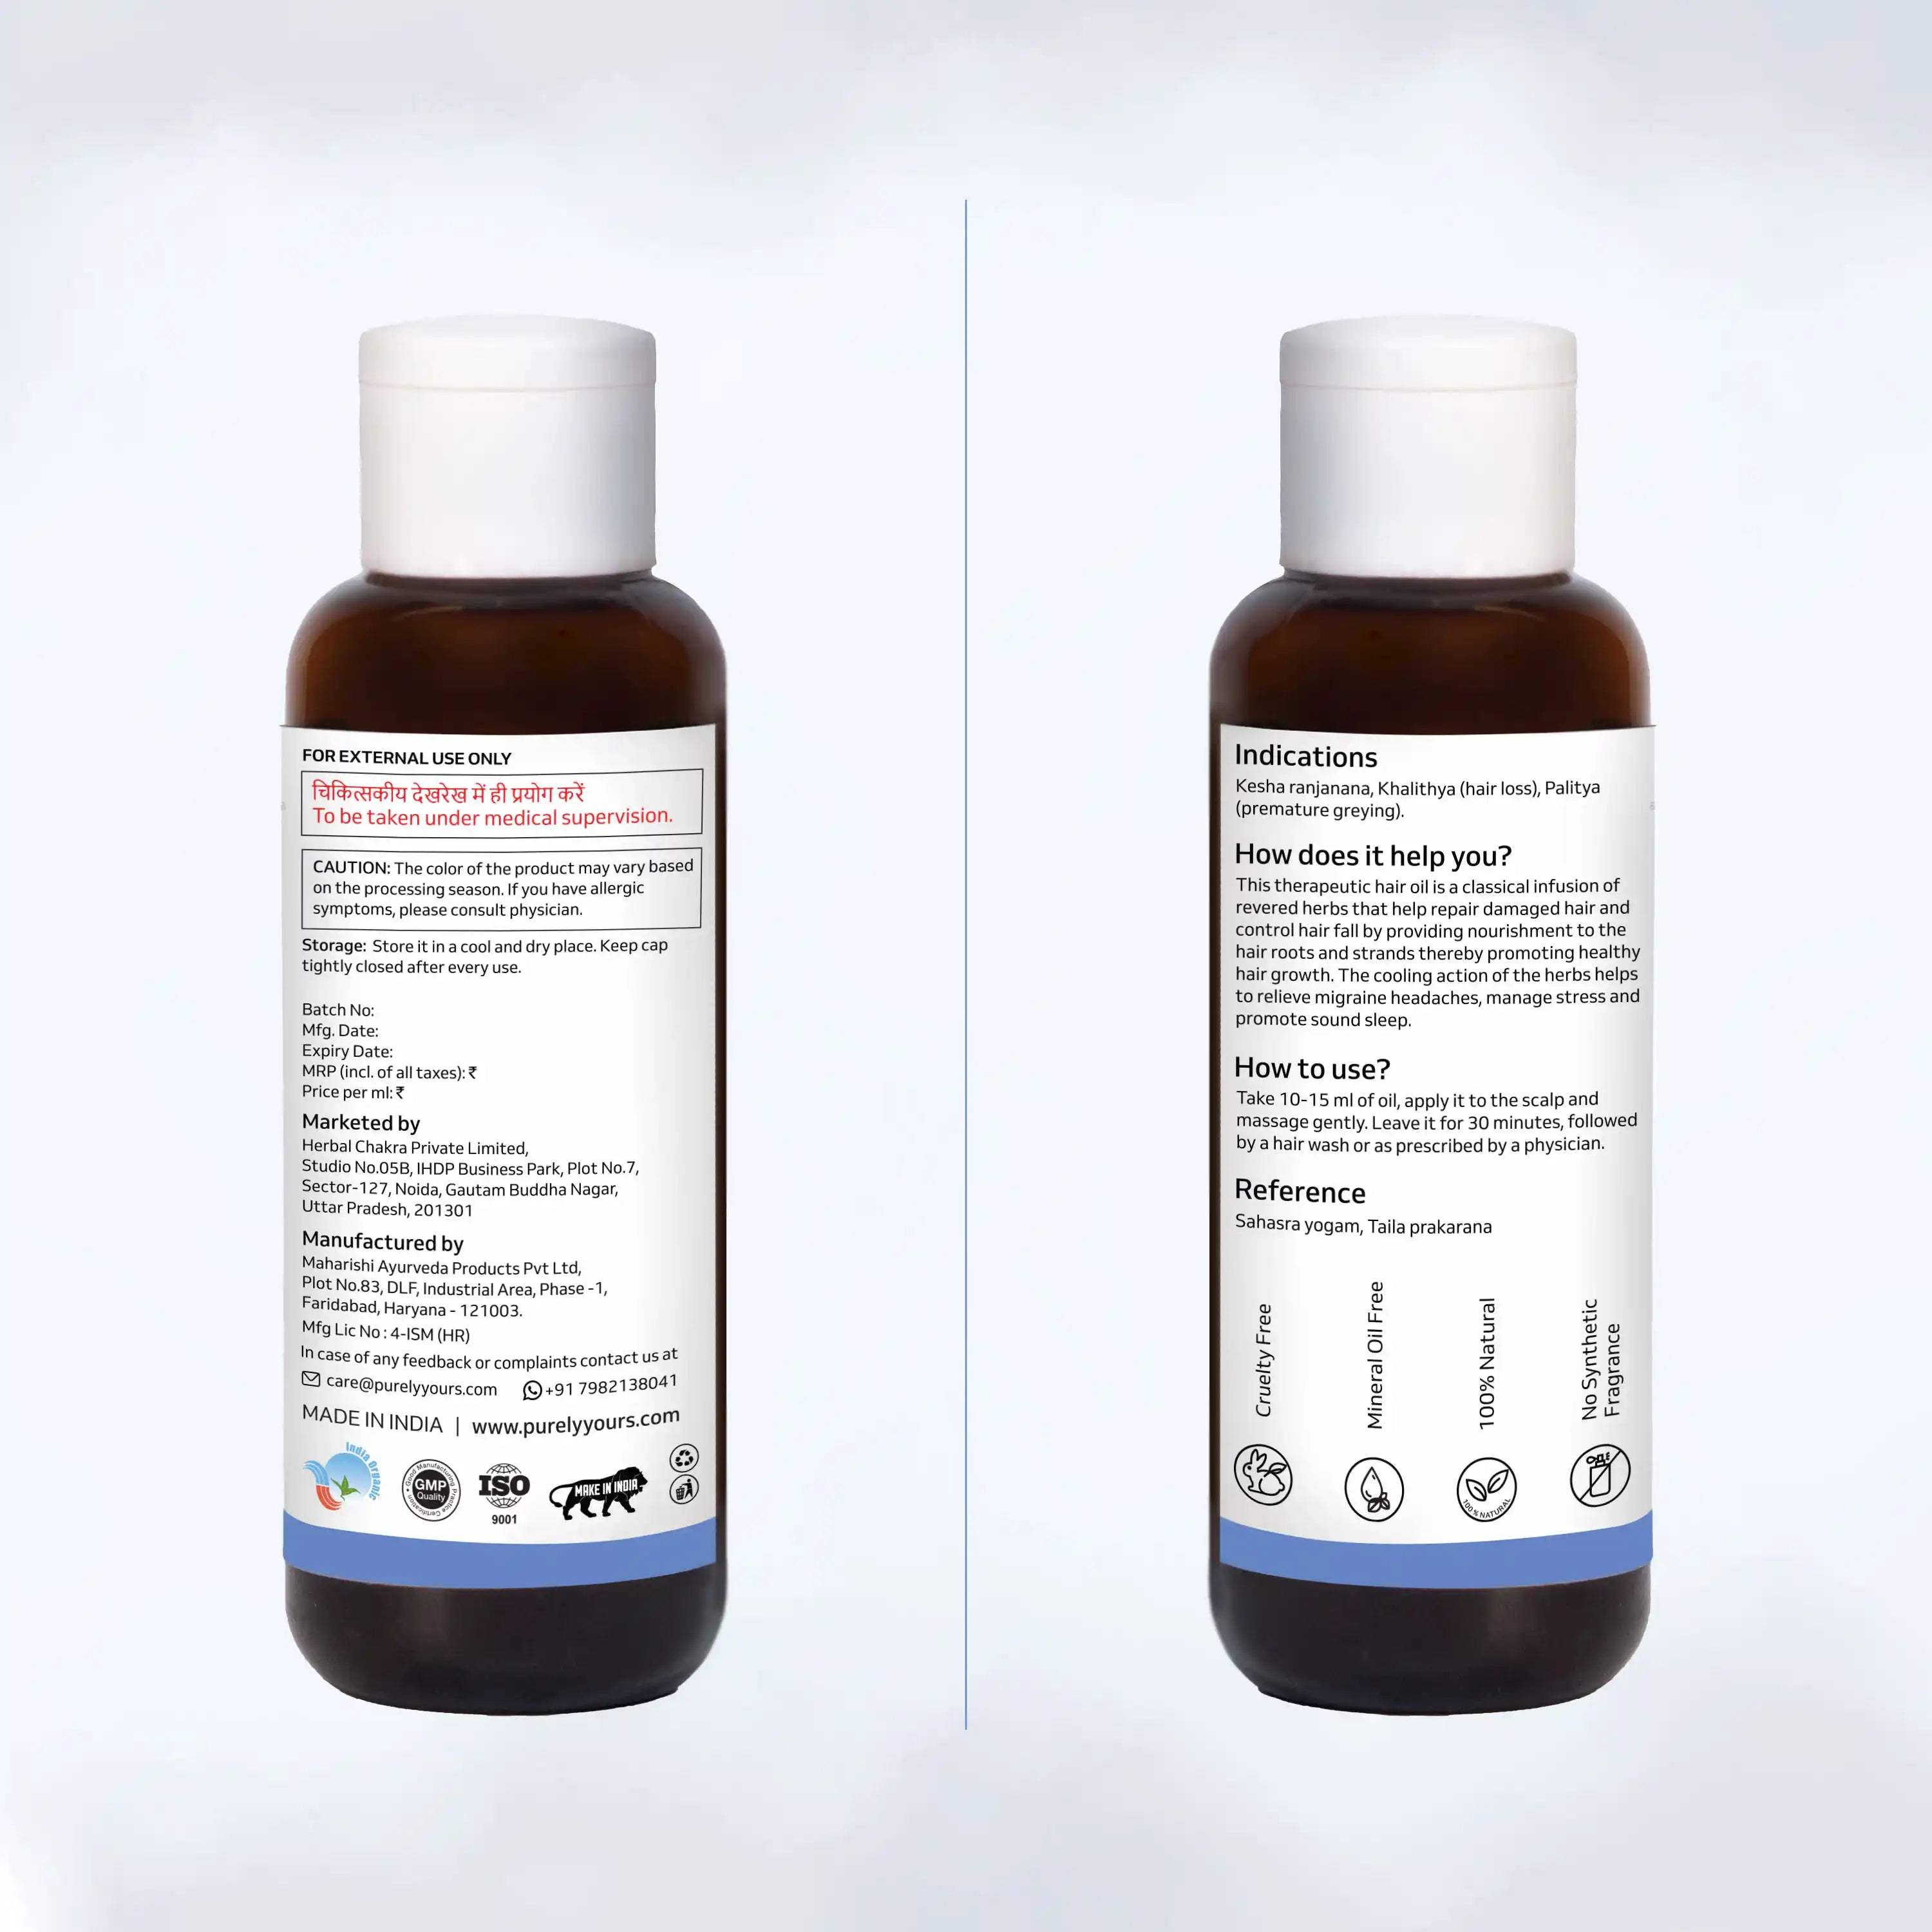 FOR EXTERNAL USE ONLY
चिकित्सकीय देखरेख में ही प्रयोग करें
To be taken under medical supervision.
CAUTION: The color of the product may vary based
on the processing season. If you have allergic
symptoms, please consult physician.
Storage: Store it in a cool and dry place. Keep cap
tightly closed after every use.
Batch No:
Mfg. Date:
Expiry Date:
MRP (incl. of all taxes): ₹
Price per ml: ₹
Marketed by
Herbal Chakra Private Limited,
Studio No.05B, IHDP Business Park, Plot No.7,
Sector-127, Noida, Gautam Buddha Nagar,
Uttar Pradesh, 201301
Manufactured by
Maharishi Ayurveda Products Pvt Ltd,
Plot No.83, DLF, Industrial Area, Phase -1,
Faridabad, Haryana - 121003.
Mfg Lic No : 4-ISM (HR)
In case of any feedback or complaints contact us at
care@purelyyours.com +91 7982138041
MADE IN INDIA | www.purelyyours.com
India Organic
Good Manufacturing Practice Certification
GMP
Quality
ISO
9001
MAKE IN INDIA
Indications
Kesha ranjanana, Khalithya (hair loss), Palitya
(premature greying).
How does it help you?
This therapeutic hair oil is a classical infusion of
revered herbs that help repair damaged hair and
control hair fall by providing nourishment to the
hair roots and strands thereby promoting healthy
hair growth. The cooling action of the herbs helps
to relieve migraine headaches, manage stress and
promote sound sleep.
How to use?
Take 10-15 ml of oil, apply it to the scalp and
massage gently. Leave it for 30 minutes, followed
by a hair wash or as prescribed by a physician.
Reference
Sahasra yogam, Taila prakarana
Cruelty Free
Mineral Oil Free
100% Natural
No Synthetic
Fragrance
100% NATURAL